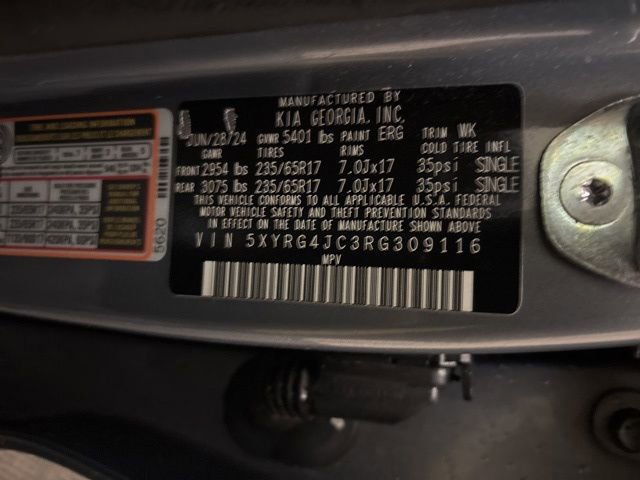 MANUFACTURED BY
KIA GEORGIA, INC.
JUN/28/24 GVWR 5401 lbs PAINT ERG TRIM WK
GAWR TIRES RIMS COLD TIRE INFL
FRONT 2954 lbs 235/65R17 7.0Jx17 35psi SINGLE
REAR 3075 lbs 235/65R17 7.0Jx17 35psi SINGLE
THIS VEHICLE CONFORMS TO ALL APPLICABLE U.S.A. FEDERAL
MOTOR VEHICLE SAFETY AND THEFT PREVENTION STANDARDS
IN EFFECT ON THE DATE OF MANUFACTURE SHOWN ABOVE
VIN 5XYRG4JC3RG309116
MPV
5620